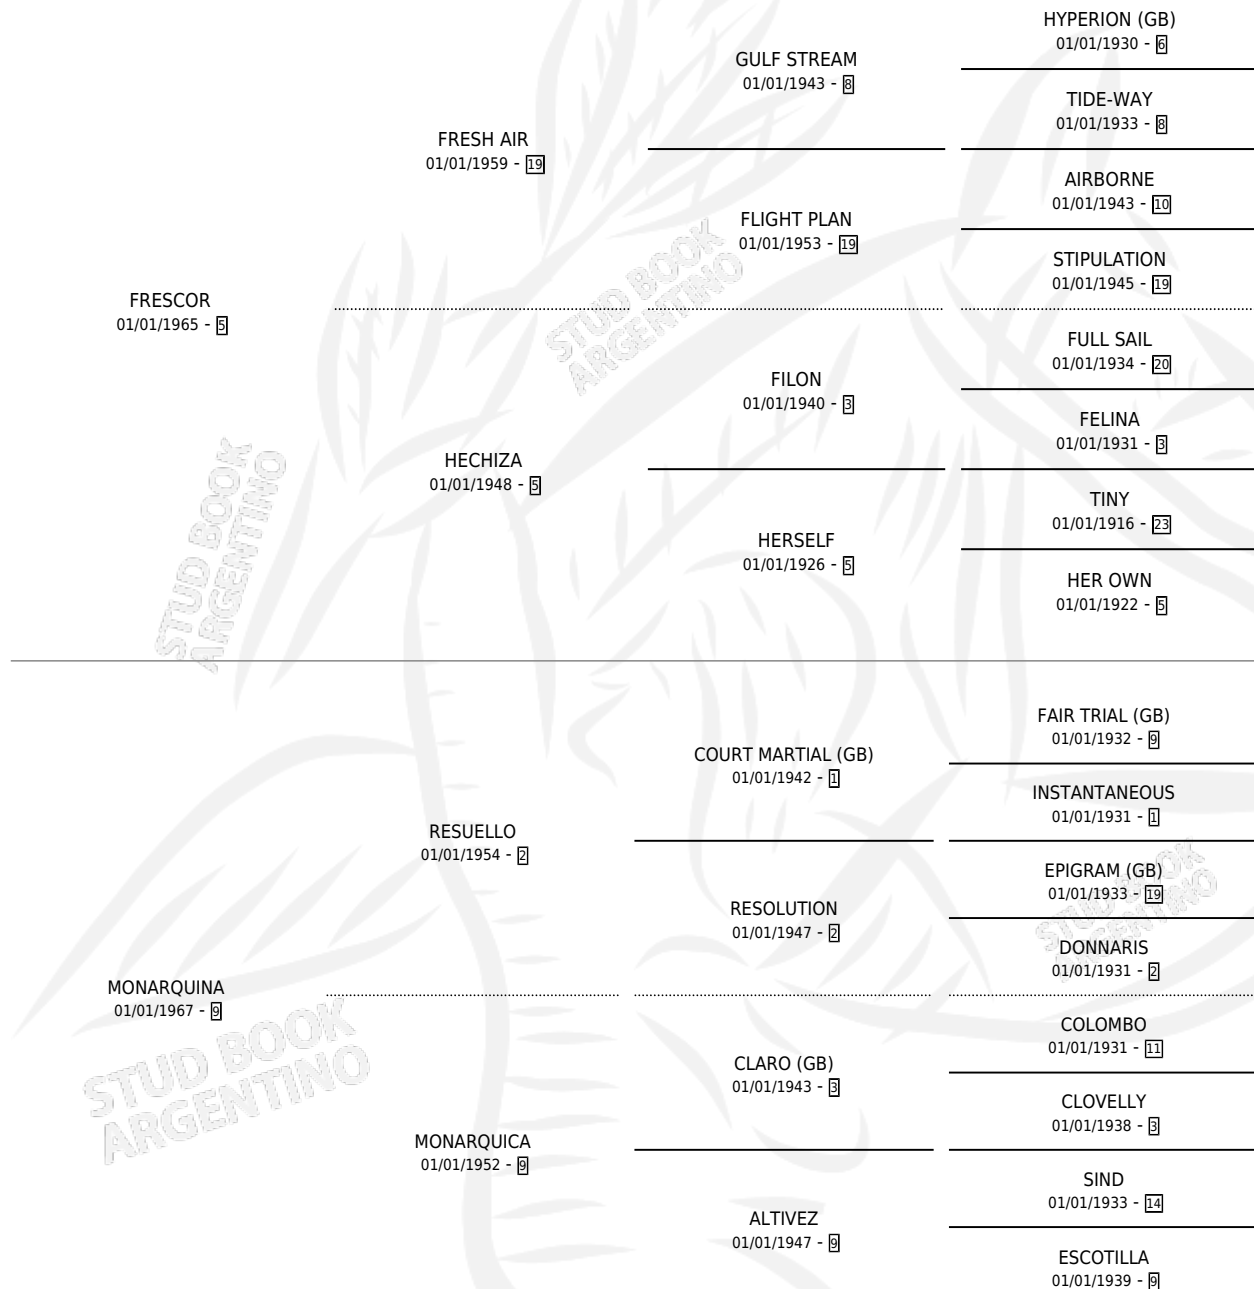 HYPERION (GB)
01/01/1930 - 6
GULF STREAM
01/01/1943 - 8
TIDE-WAY
01/01/1933 - 8
FRESH AIR
01/01/1959 - 19
AIRBORNE
01/01/1943 - 10
FLIGHT PLAN
01/01/1953 - 19
STIPULATION
01/01/1945 - 19
FRESCOR
01/01/1965 - 5
FULL SAIL
01/01/1934 - 20
FILON
01/01/1940 - 3
FELINA
01/01/1931 - 3
HECHIZA
01/01/1948 - 5
TINY
01/01/1916 - 23
HERSELF
01/01/1926 - 5
HER OWN
01/01/1922 - 5
STUD BOOK
ARGENTINO
STUD BOOK
ARGENTINO
FAIR TRIAL (GB)
01/01/1932 - 9
COURT MARTIAL (GB)
01/01/1942 - 1
INSTANTANEOUS
01/01/1931 - 1
RESUELLO
01/01/1954 - 2
EPIGRAM (GB)
01/01/1933 - 19
RESOLUTION
01/01/1947 - 2
DONNARIS
01/01/1931 - 2
MONARQUINA
01/01/1967 - 9
COLOMBO
01/01/1931 - 11
CLARO (GB)
01/01/1943 - 3
CLOVELLY
01/01/1938 - 3
MONARQUICA
01/01/1952 - 9
SIND
01/01/1933 - 14
ALTIVEZ
01/01/1947 - 9
ESCOTILLA
01/01/1939 - 9
STUD BOOK
ARGENTINO
STUD BOOK
ARGENTINO